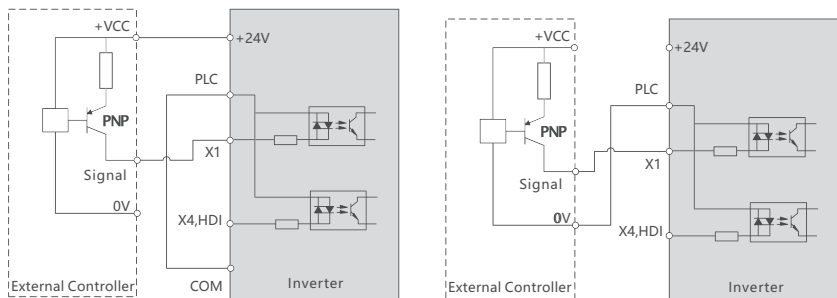 +VCC
+24V
PLC
PNP
X1
Signal
0V
X4,HDI
External Controller
COM
Inverter
+VCC
+24V
PLC
PNP
X1
Signal
0V
X4,HDI
External Controller
Inverter